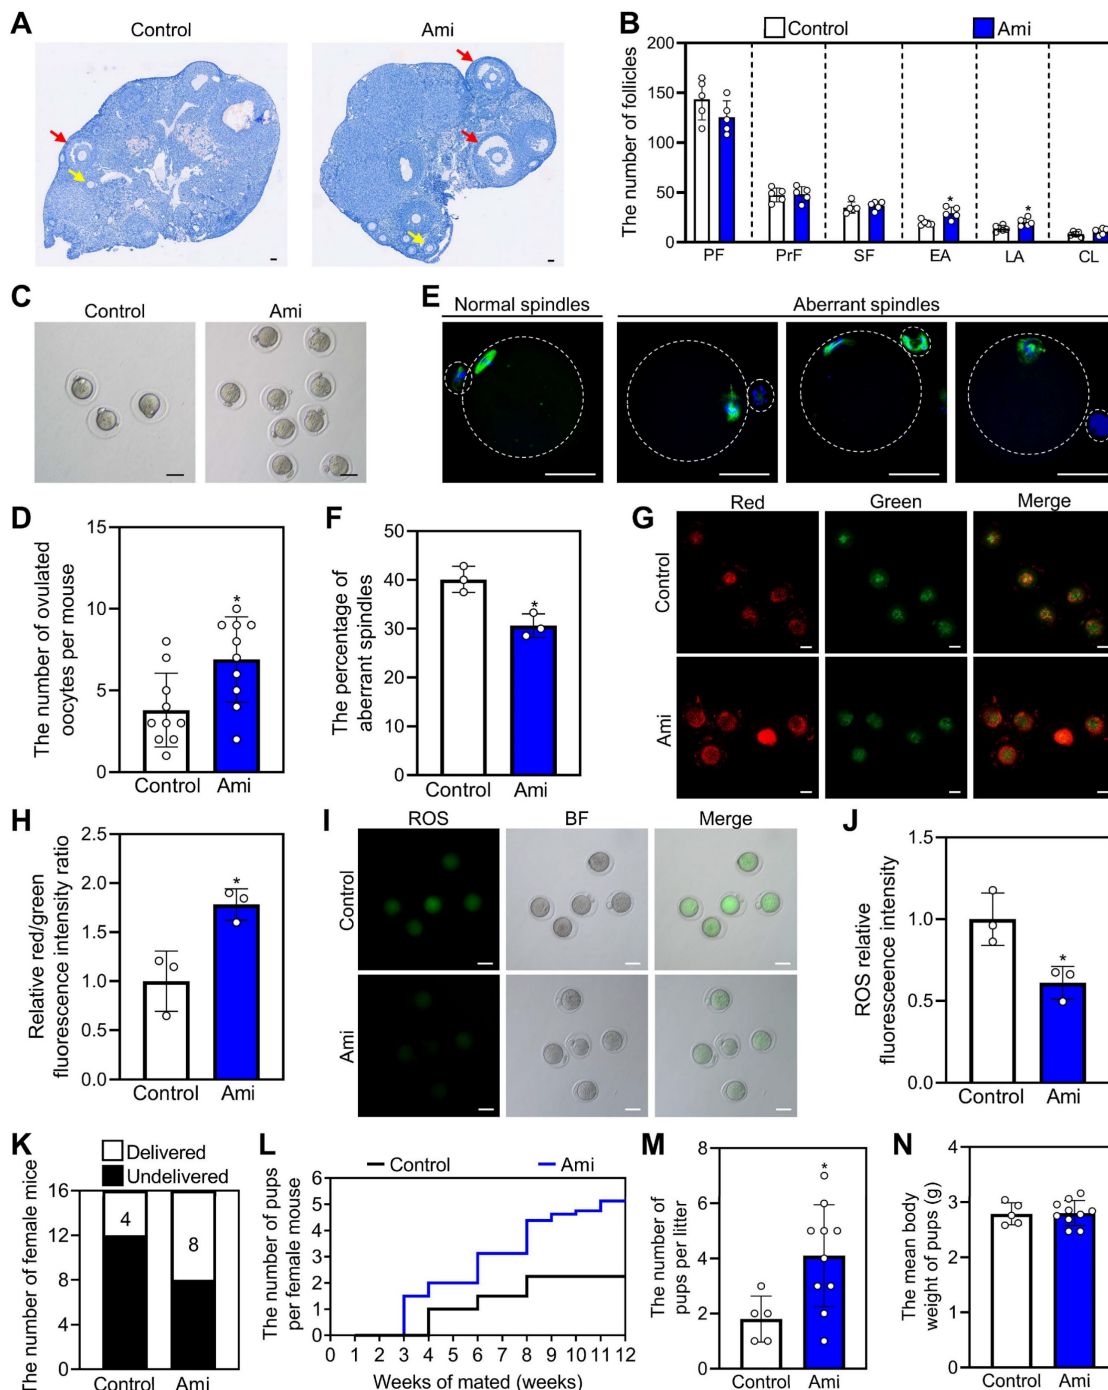 A
Control
Ami
B
Control
Ami
The number of follicles
200
150
100
50
0
PF
PrF
SF
EA
LA
CL
*
*
C
Control
Ami
E
Normal spindles
Aberrant spindles
D
The number of ovulated
oocytes per mouse
15
10
5
0
*
Control
Ami
F
The percentage of
aberrant spindles
50
40
30
20
10
0
*
Control
Ami
G
Red
Green
Merge
Control
Ami
H
Relative red/green
fluorescence intensity ratio
2.5
2.0
1.5
1.0
0.5
0.0
*
Control
Ami
I
ROS
BF
Merge
Control
Ami
J
ROS relative
fluoresceence intensity
1.5
1.0
0.5
0.0
*
Control
Ami
K
Delivered
Undelivered
The number of female mice
16
12
8
4
0
4
8
Control
Ami
L
Control
Ami
The number of pups
per female mouse
6
5
4
3
2
1
0
0 1 2 3 4 5 6 7 8 9 10 11 12
Weeks of mated (weeks)
M
The number of
pups per litter
8
6
4
2
0
*
Control
Ami
N
The mean body
weight of pups (g)
4
3
2
1
0
Control
Ami